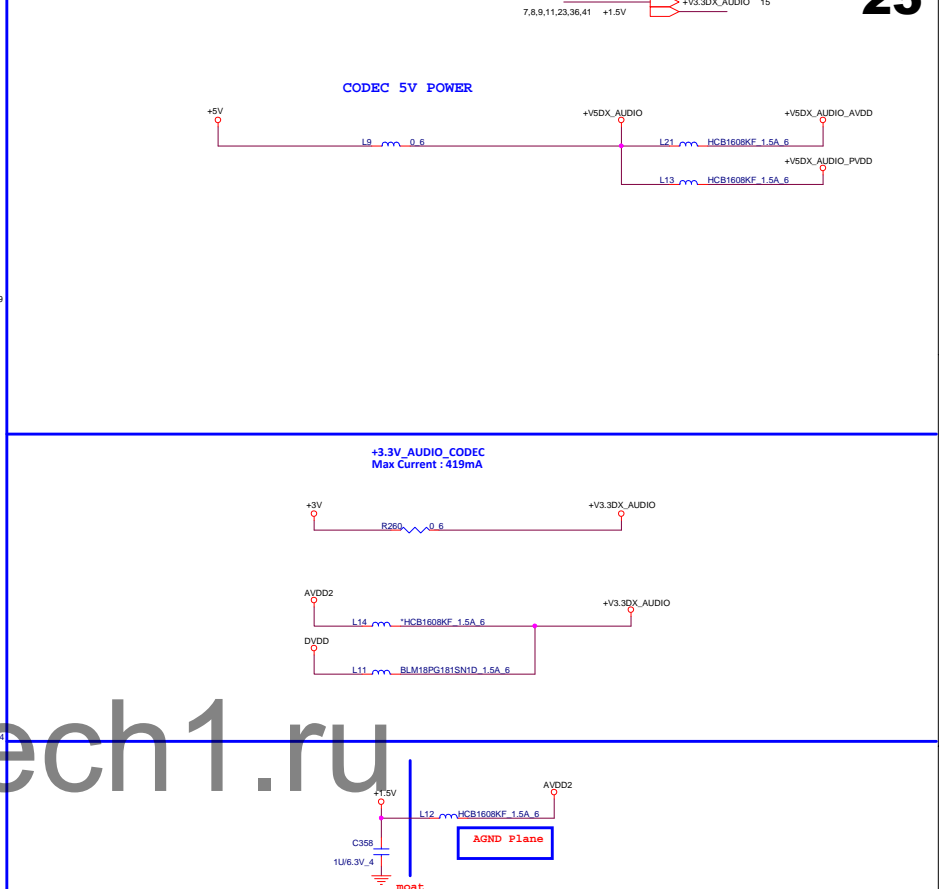 +V3.3DX_AUDIO 15
7,8,9,11,23,36,41 +1.5V
25
CODEC 5V POWER
+5V
+V5DX_AUDIO
+V5DX_AUDIO_AVDD
L9 0_6
L21 HCB1608KF_1.5A_6
+V5DX_AUDIO_PVDD
L13 HCB1608KF_1.5A_6
+3.3V_AUDIO_CODEC
Max Current : 419mA
+3V
+V3.3DX_AUDIO
R260 0_6
AVDD2
+V3.3DX_AUDIO
L14 *HCB1608KF_1.5A_6
DVDD
L11 BLM18PG181SN1D_1.5A_6
ech1.ru
+1.5V
AVDD2
L12 HCB1608KF_1.5A_6
AGND Plane
C358
1U/6.3V_4
moat